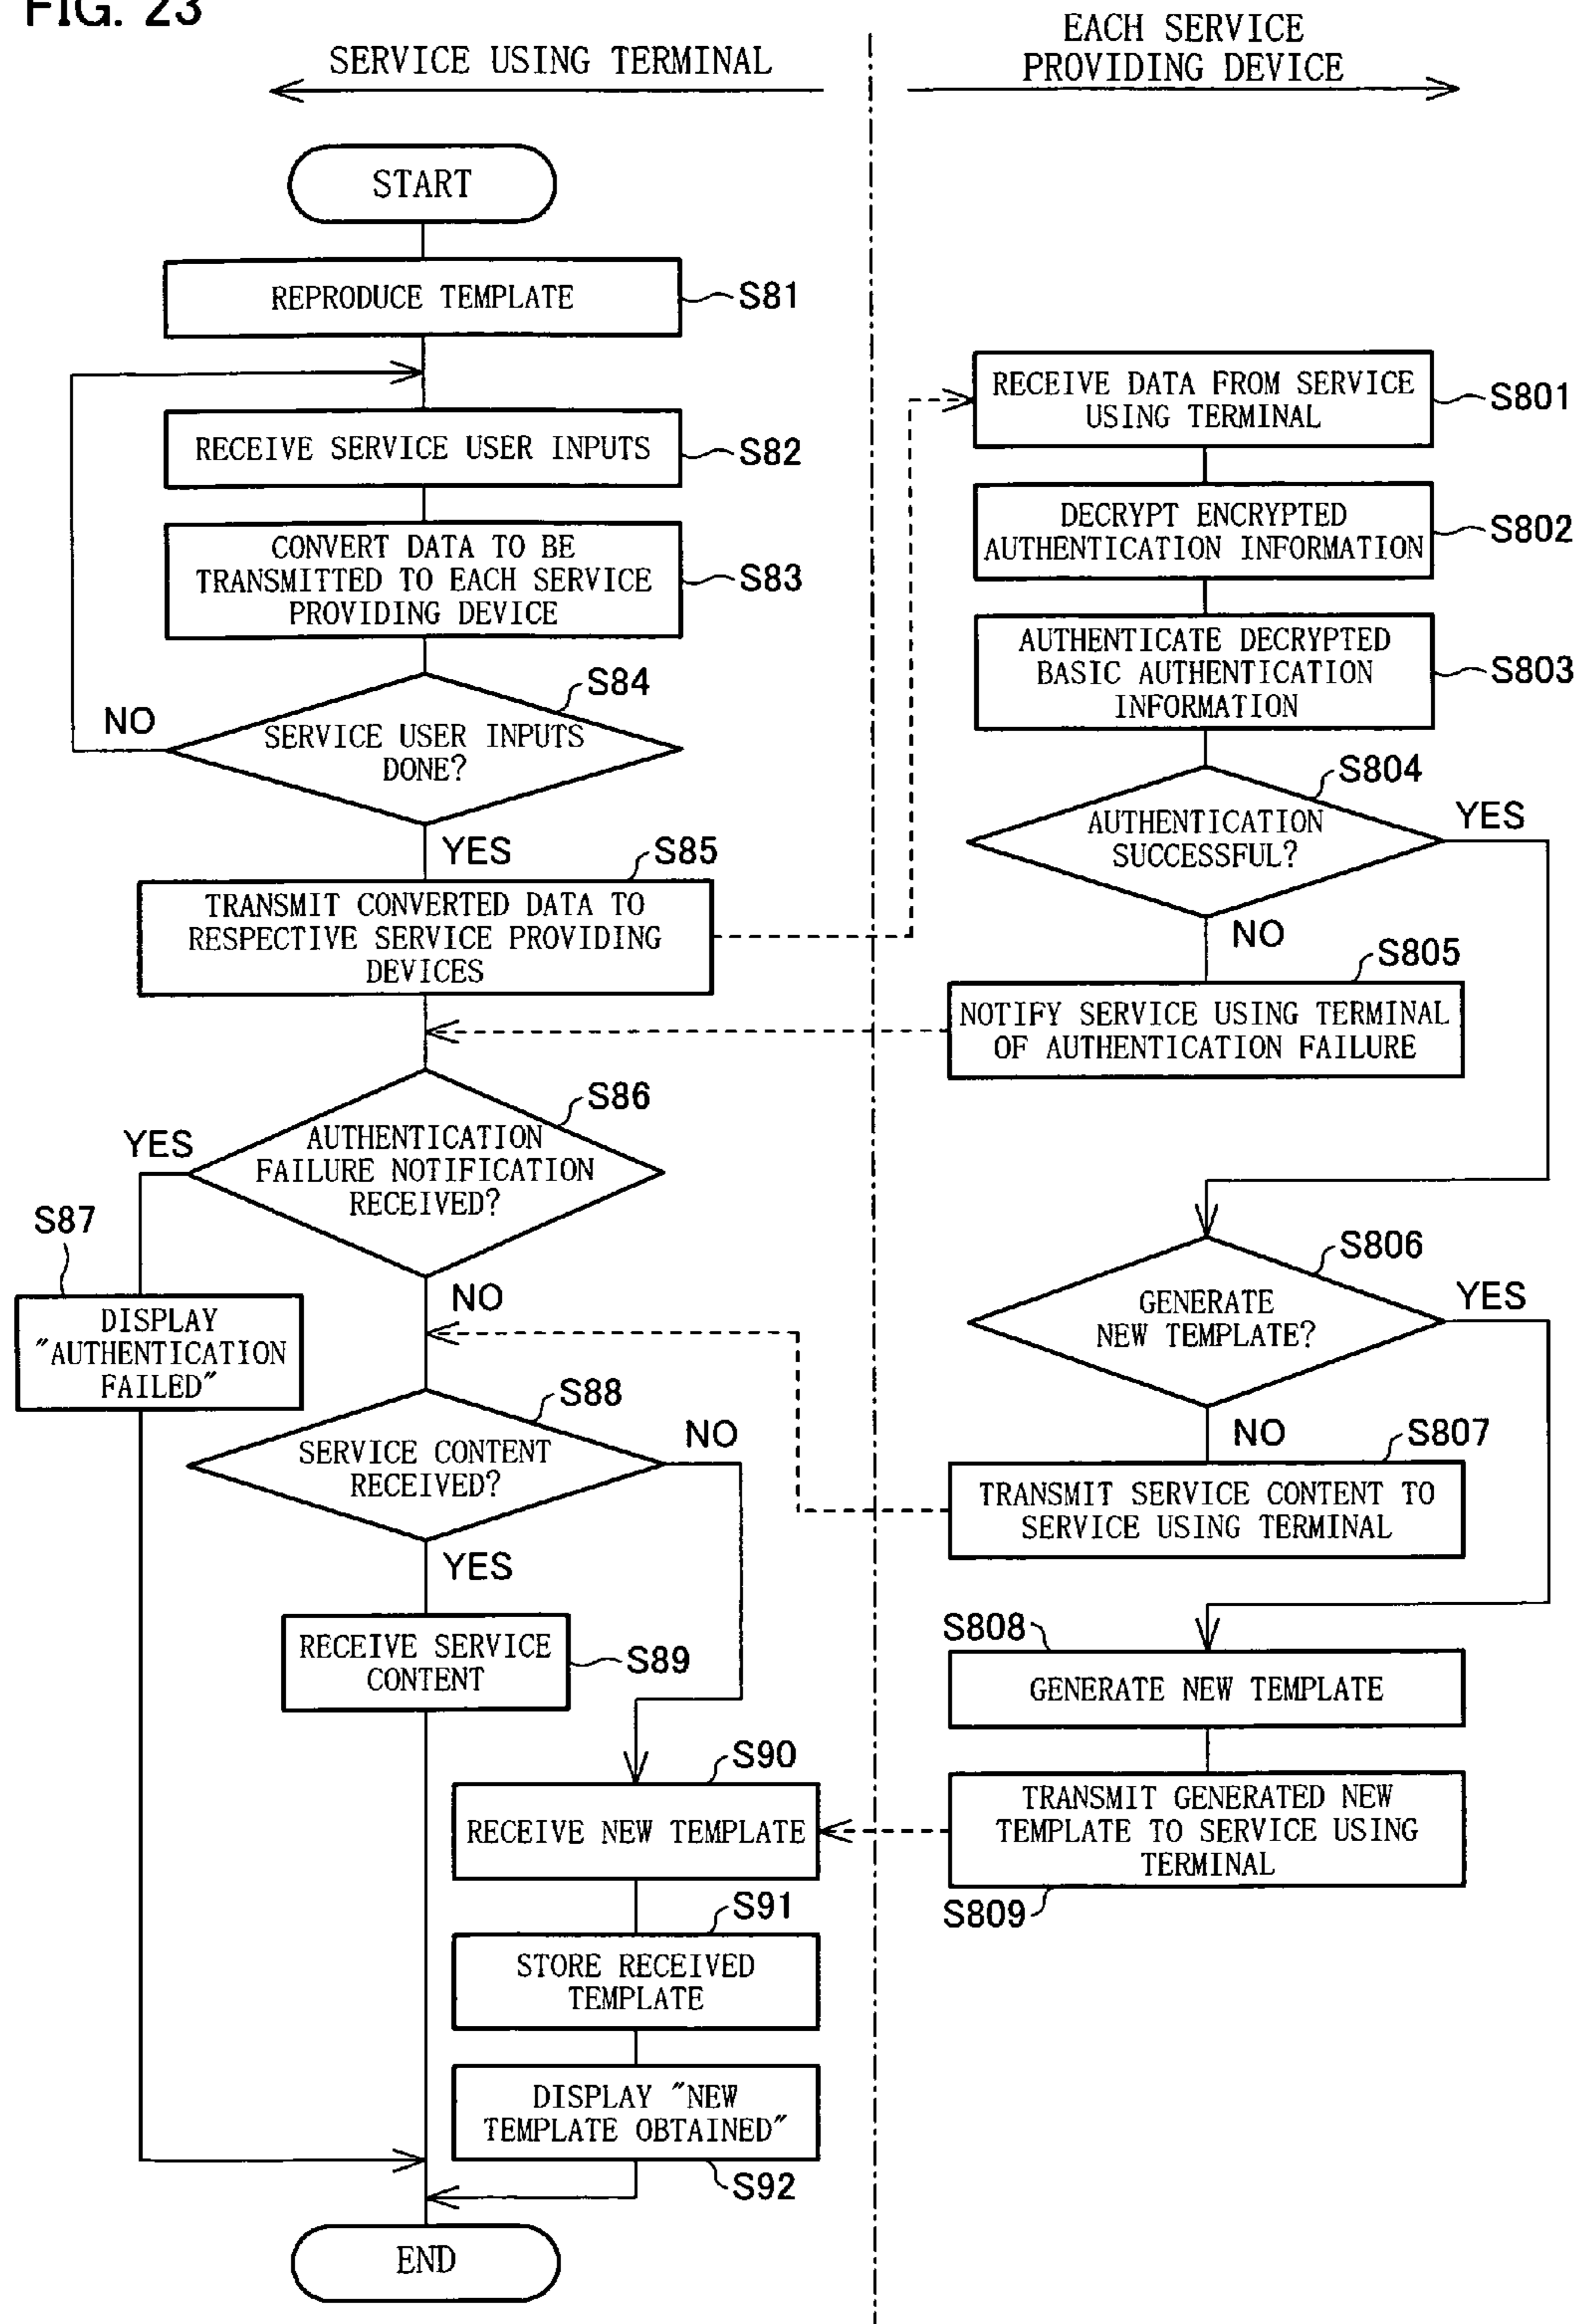 FIG. 23
SERVICE USING TERMINAL
EACH SERVICE
PROVIDING DEVICE
START
REPRODUCE TEMPLATE
S81
RECEIVE SERVICE USER INPUTS
S82
CONVERT DATA TO BE
TRANSMITTED TO EACH SERVICE
PROVIDING DEVICE
S83
S84
NO
SERVICE USER INPUTS
DONE?
YES
S85
TRANSMIT CONVERTED DATA TO
RESPECTIVE SERVICE PROVIDING
DEVICES
S86
YES
AUTHENTICATION
FAILURE NOTIFICATION
RECEIVED?
NO
S87
DISPLAY
"AUTHENTICATION
FAILED"
S88
NO
SERVICE CONTENT
RECEIVED?
YES
RECEIVE SERVICE
CONTENT
S89
S90
RECEIVE NEW TEMPLATE
S91
STORE RECEIVED
TEMPLATE
DISPLAY "NEW
TEMPLATE OBTAINED"
S92
END
RECEIVE DATA FROM SERVICE
USING TERMINAL
S801
DECRYPT ENCRYPTED
AUTHENTICATION INFORMATION
S802
AUTHENTICATE DECRYPTED
BASIC AUTHENTICATION
INFORMATION
S803
S804
YES
AUTHENTICATION
SUCCESSFUL?
NO
S805
NOTIFY SERVICE USING TERMINAL
OF AUTHENTICATION FAILURE
S806
YES
GENERATE
NEW TEMPLATE?
NO
S807
TRANSMIT SERVICE CONTENT TO
SERVICE USING TERMINAL
S808
GENERATE NEW TEMPLATE
TRANSMIT GENERATED NEW
TEMPLATE TO SERVICE USING
TERMINAL
S809